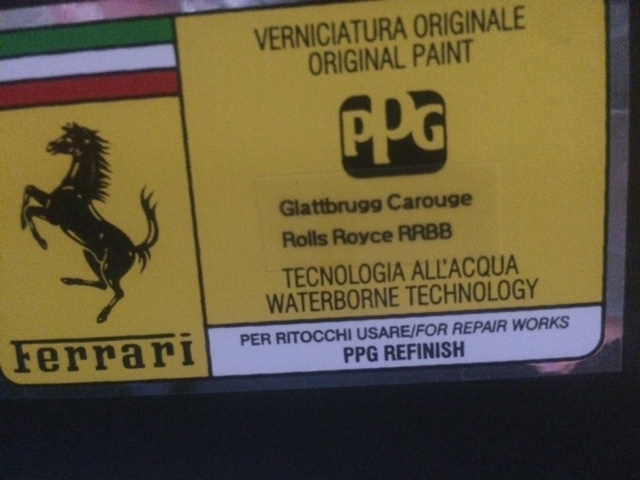 VERNICIATURA ORIGINALE
ORIGINAL PAINT
PPG
Glattbrugg Carouge
Rolls Royce RRBB
TECNOLOGIA ALL'ACQUA
WATERBORNE TECHNOLOGY
Ferrari
PER RITOCCHI USARE/FOR REPAIR WORKS
PPG REFINISH